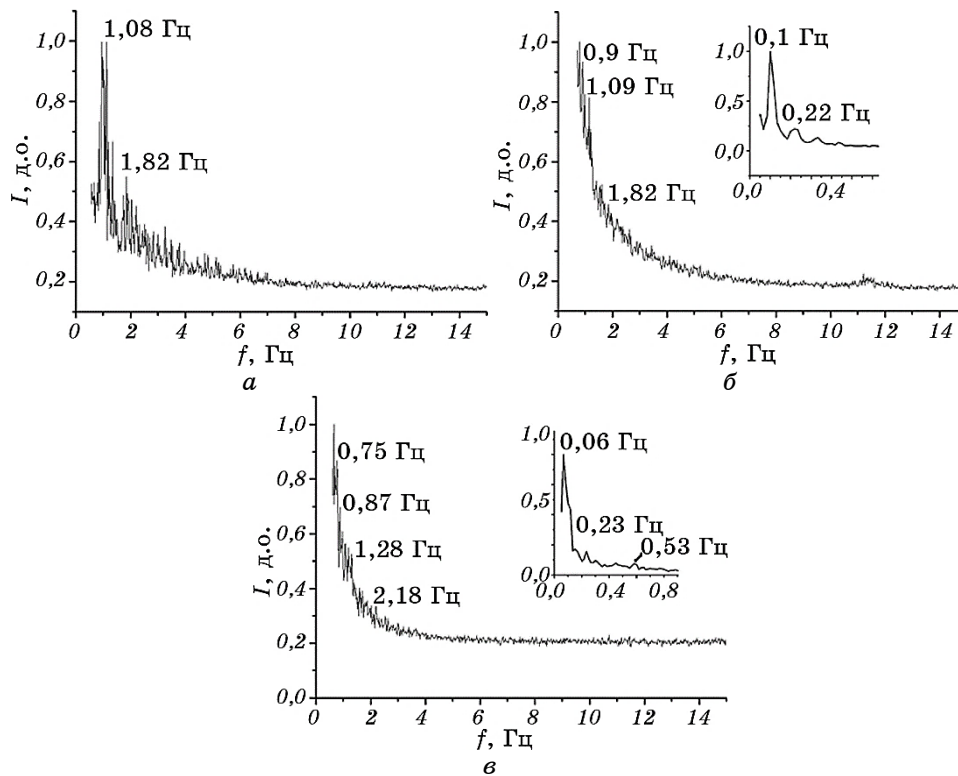 1,08 Гц
1,82 Гц
I, д.о.
1,0
0,8
0,6
0,4
0,2
0 2 4 6 8 10 12 14
f, Гц
а
0,9 Гц
1,09 Гц
1,82 Гц
I, д.о.
1,0
0,8
0,6
0,4
0,2
0 2 4 6 8 10 12 14
f, Гц
б
0,1 Гц
0,22 Гц
1,0
0,5
0,0
0,0 0,4
0,75 Гц
0,87 Гц
1,28 Гц
2,18 Гц
I, д.о.
1,0
0,8
0,6
0,4
0,2
0,0
0 2 4 6 8 10 12 14
f, Гц
в
0,06 Гц
0,23 Гц
0,53 Гц
1,0
0,5
0,0
0,0 0,4 0,8